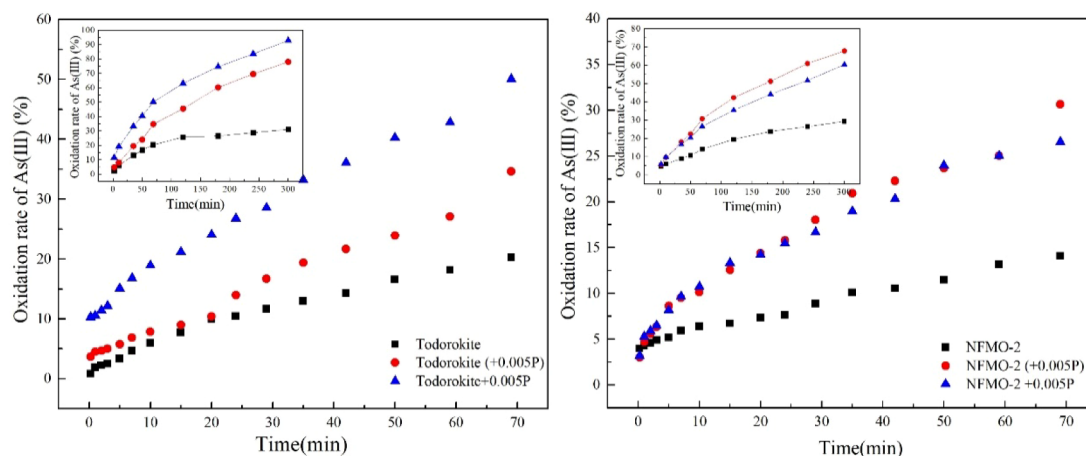 60
50
40
30
20
10
0
Oxidation rate of As(III) (%)
0 10 20 30 40 50 60 70
Time(min)
100
90
80
70
60
50
40
30
20
10
0
Oxidation rate of As(III) (%)
0 50 100 150 200 250 300
Time(min)
Todorokite
Todorokite (+0.005P)
Todorokite+0.005P
40
35
30
25
20
15
10
5
0
Oxidation rate of As(III) (%)
0 10 20 30 40 50 60 70
Time(min)
80
70
60
50
40
30
20
10
0
Oxidation rate of As(III) (%)
0 50 100 150 200 250 300
Time(min)
NFMO-2
NFMO-2 (+0.005P)
NFMO-2 +0.005P